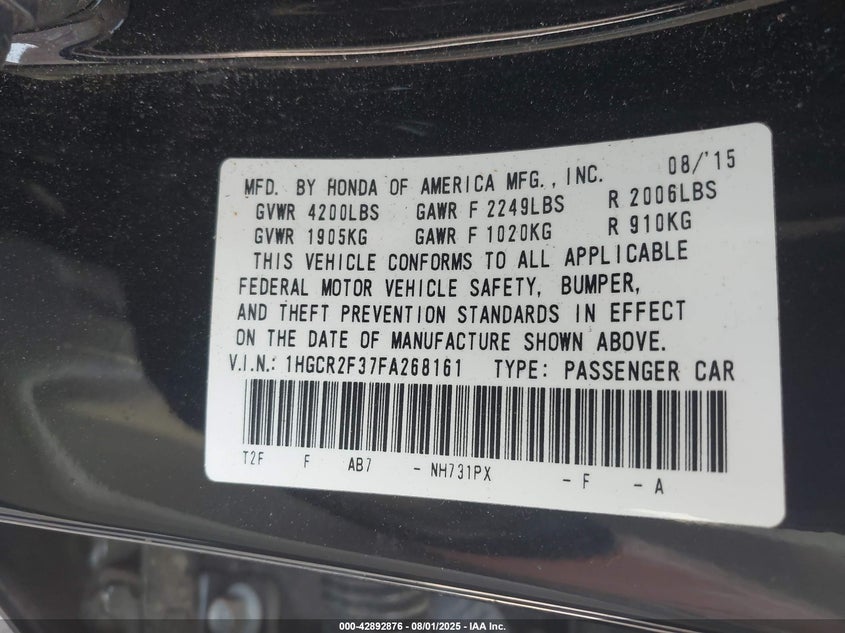 MFD. BY HONDA OF AMERICA MFG., INC. 08/'15
GVWR 4200LBS GAWR F 2249LBS R 2006LBS
GVWR 1905KG GAWR F 1020KG R 910KG
THIS VEHICLE CONFORMS TO ALL APPLICABLE
FEDERAL MOTOR VEHICLE SAFETY, BUMPER,
AND THEFT PREVENTION STANDARDS IN EFFECT
ON THE DATE OF MANUFACTURE SHOWN ABOVE.
V.I.N.: 1HGCR2F37FA268161 TYPE: PASSENGER CAR
T2F F AB7 - NH731PX - F - A
000-42892876 - 08/01/2025 - IAA Inc.